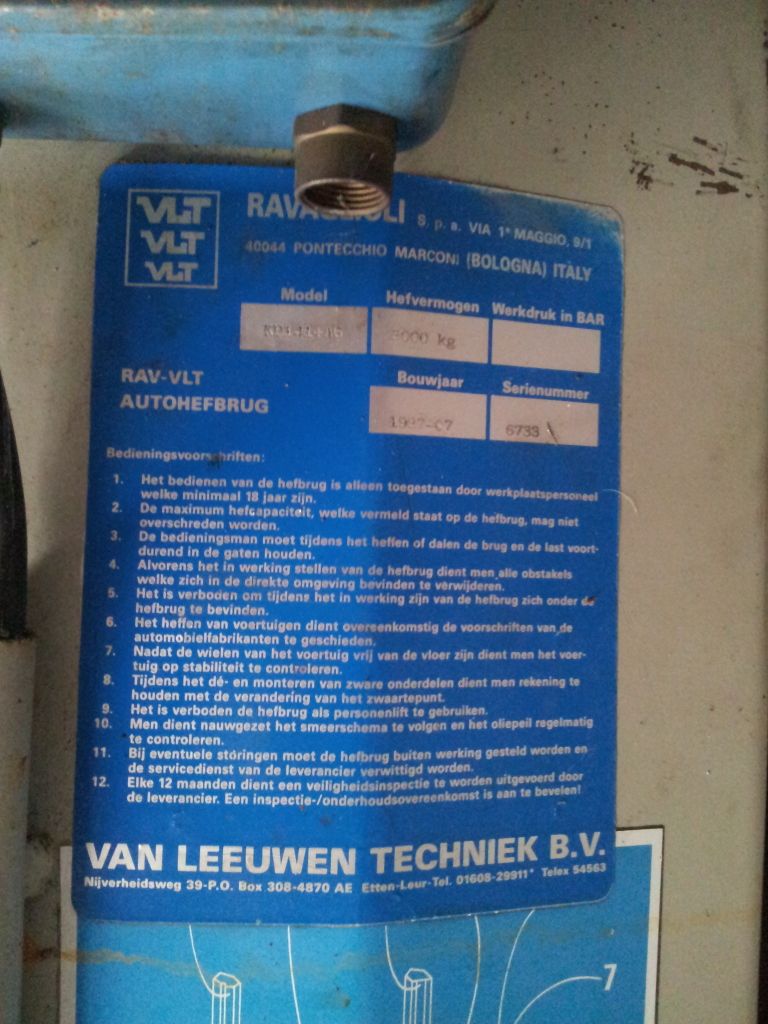 VLT
VLT
VLT
S. p. a. VIA 1° MAGGIO, 9/1
40044 PONTECCHIO MARCONI (BOLOGNA) ITALY
Model Hefvermogen Werkdruk in BAR
kg
RAV-VLT
AUTOHEFBRUG
Bouwjaar Serienummer
1997-07 6733
Bedieningsvoorschriften:
1. Het bedienen van de hefbrug is alleen toegestaan door werkplaatspersoneel
welke minimaal 18 jaar zijn.
2. De maximum hefcapaciteit, welke vermeld staat op de hefbrug, mag niet
overschreden worden.
3. De bedieningsman moet tijdens het heffen of dalen de brug en de last voort-
durend in de gaten houden.
4. Alvorens het in werking stellen van de hefbrug dient men alle obstakels
welke zich in de direkte omgeving bevinden te verwijderen.
5. Het is verboden om tijdens het in werking zijn van de hefbrug zich onder de
hefbrug te bevinden.
6. Het heffen van voertuigen dient overeenkomstig de voorschriften van de
automobielfabrikanten te geschieden.
7. Nadat de wielen van het voertuig vrij van de vloer zijn dient men het voer-
tuig op stabiliteit te controleren.
8. Tijdens het dé- en monteren van zware onderdelen dient men rekening te
houden met de verandering van het zwaartepunt.
9. Het is verboden de hefbrug als personenlift te gebruiken.
10. Men dient nauwgezet het smeerschema te volgen en het oliepeil regelmatig
te controleren.
11. Bij eventuele störingen moet de hefbrug buiten werking gesteld worden en
de servicedienst van de leverancier verwittigd worden.
12. Elke 12 maanden dient een veiligheidsinspectie te worden uitgevoerd door
de leverancier. Een inspectie-/onderhoudsovereenkomst is aan te bevelen!
VAN LEEUWEN TECHNIEK B.V.
Nijverheidsweg 39-P.O. Box 308-4870 AE Etten-Leur-Tel. 01608-29911* Telex 54563
7